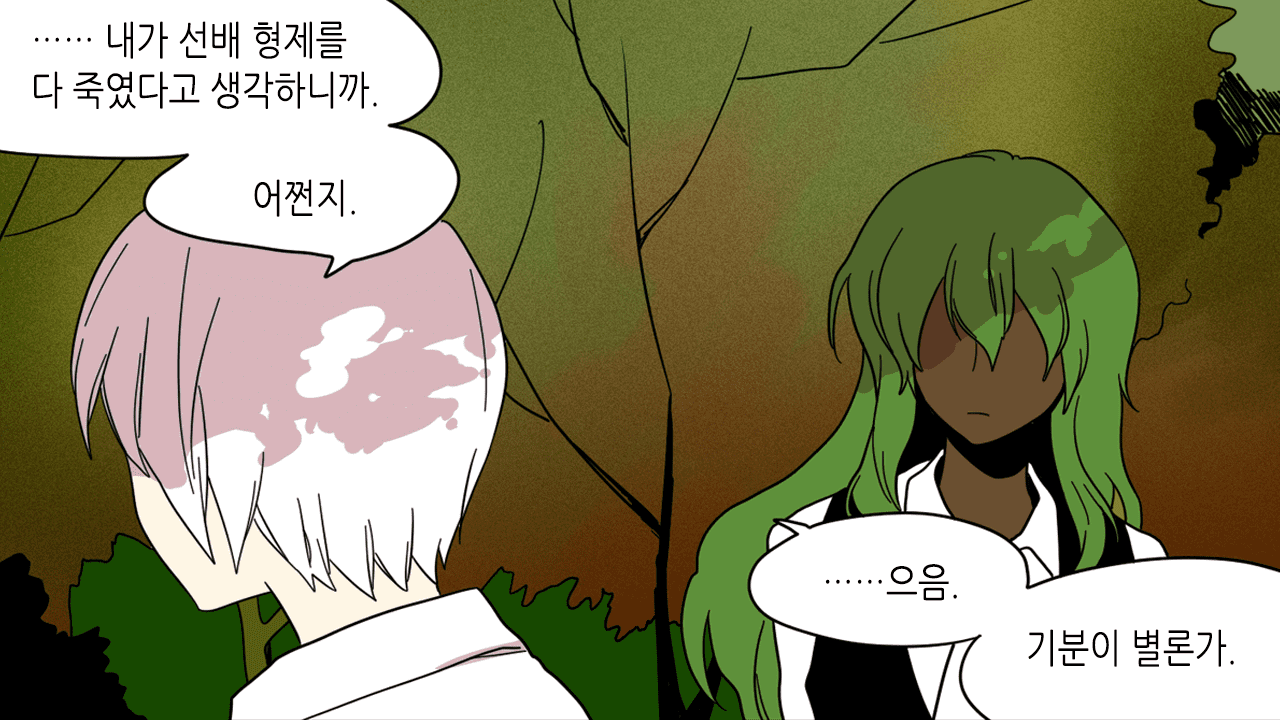 …… 내가 선배 형제를
다 죽였다고 생각하니까.
어쩐지.
……으음.
기분이 별론가.